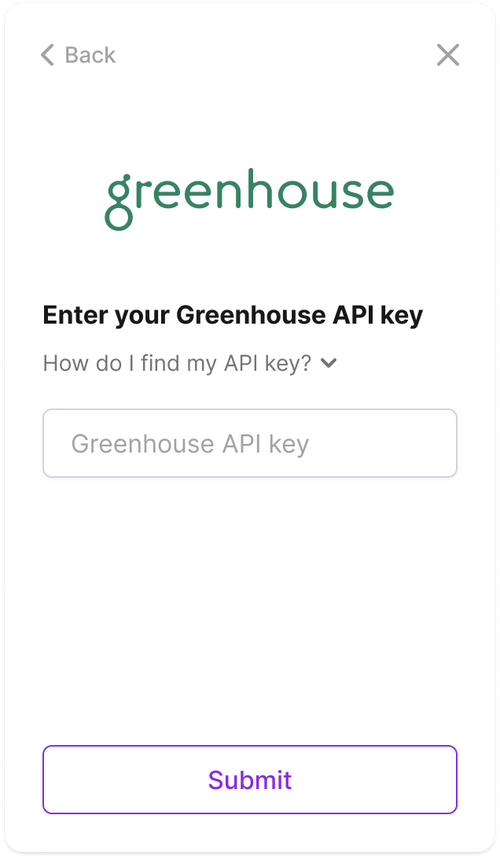 Back
greenhouse
Enter your Greenhouse API key
How do I find my API key?
Greenhouse API key
Submit